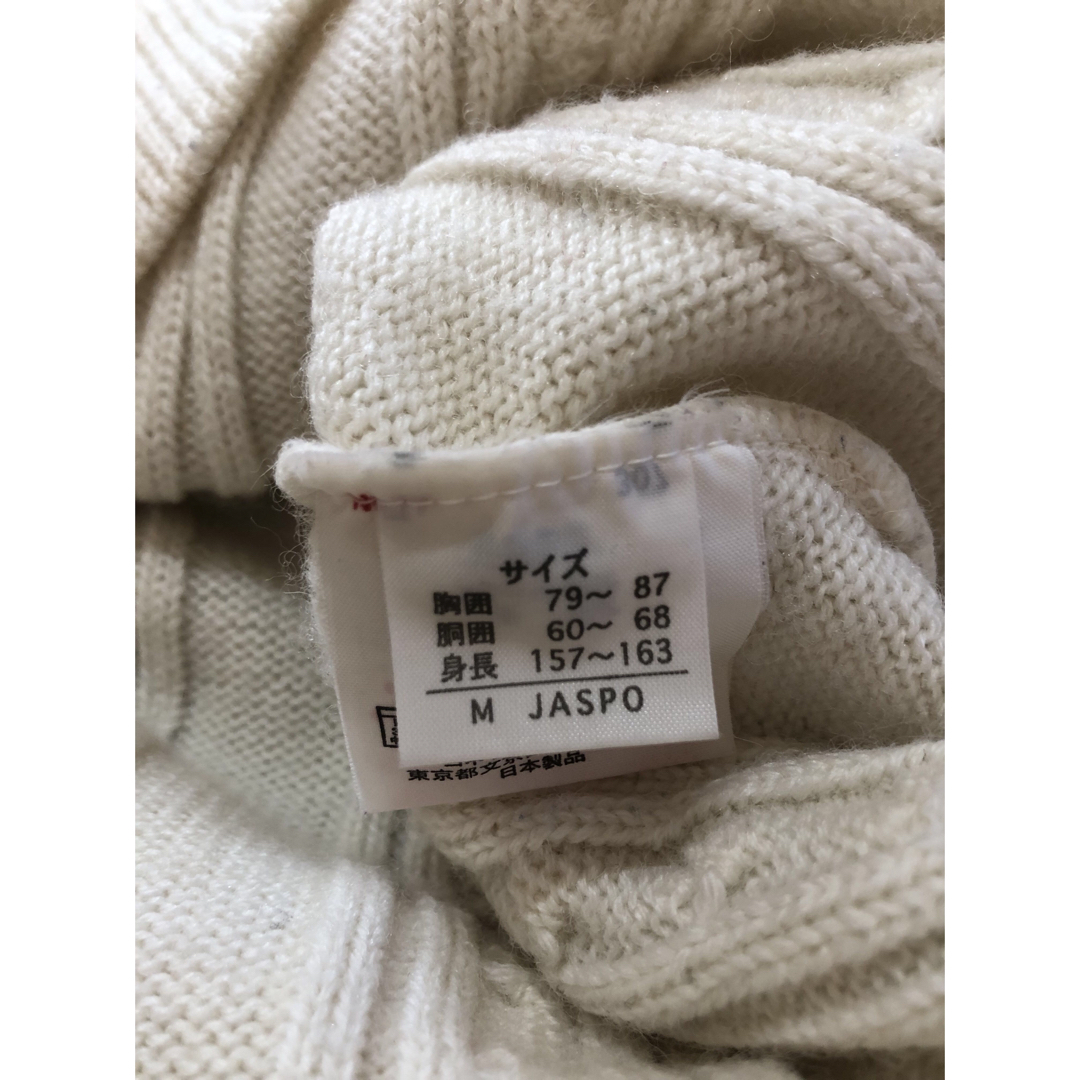 サイズ
胸囲 79〜 87
胴囲 60〜 68
身長 157〜163
M JASPO
東京都文 日本製品